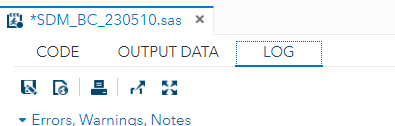 *SDM_BC_230510.sas ×
CODE OUTPUT DATA LOG
Errors, Warnings, Notes